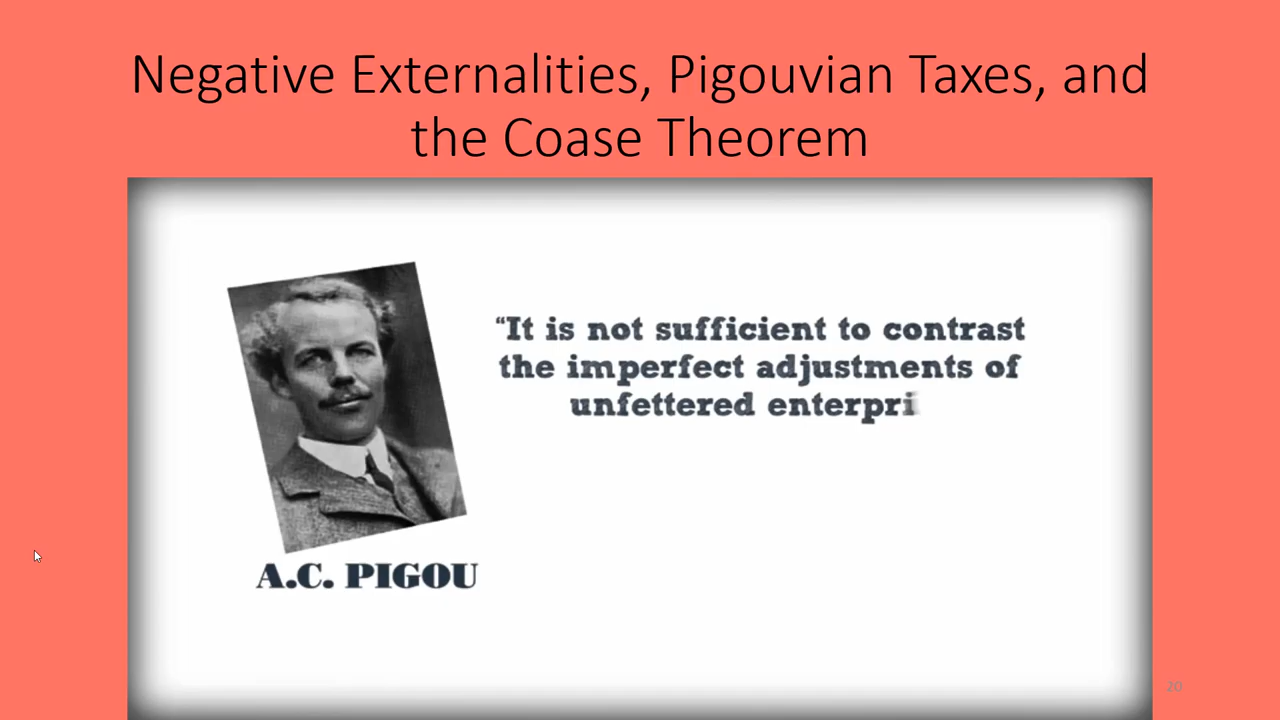 Negative Externalities, Pigouvian Taxes, and
the Coase Theorem
“It is not sufficient to contrast
the imperfect adjustments of
unfettered enterpri
A.C. PIGOU
20